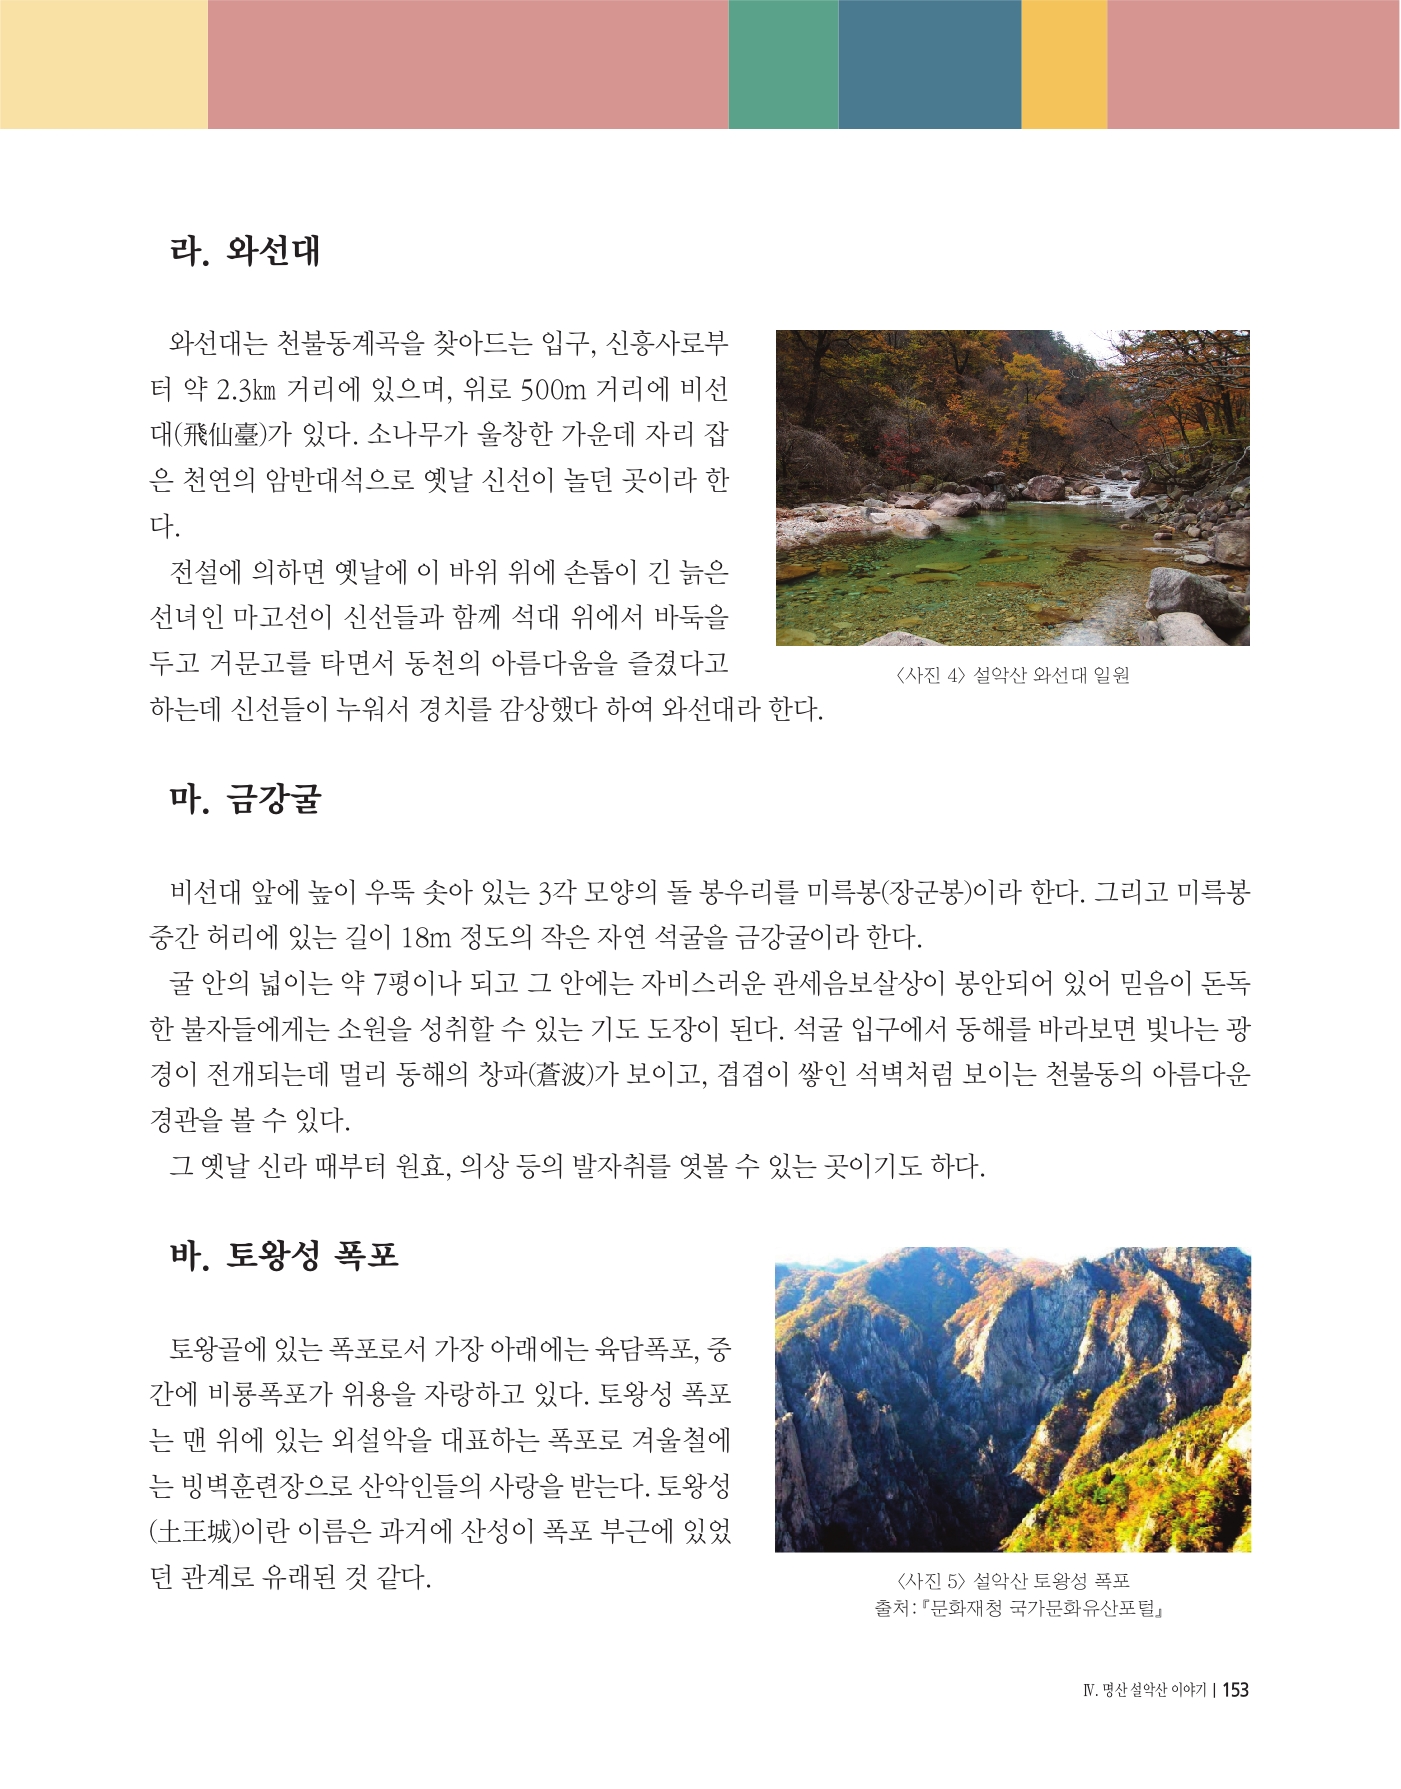 라. 와선대
와선대는 천불동계곡을 찾아드는 입구, 신흥사로부
터 약 2.3㎞ 거리에 있으며, 위로 500m 거리에 비선
대(飛仙臺)가 있다. 소나무가 울창한 가운데 자리 잡
은 천연의 암반대석으로 옛날 신선이 놀던 곳이라 한
다.
전설에 의하면 옛날에 이 바위 위에 손톱이 긴 늙은
선녀인 마고선이 신선들과 함께 석대 위에서 바둑을
두고 거문고를 타면서 동천의 아름다움을 즐겼다고
하는데 신선들이 누워서 경치를 감상했다 하여 와선대라 한다.
〈사진 4〉 설악산 와선대 일원
마. 금강굴
비선대 앞에 높이 우뚝 솟아 있는 3각 모양의 돌 봉우리를 미륵봉(장군봉)이라 한다. 그리고 미륵봉
중간 허리에 있는 길이 18m 정도의 작은 자연 석굴을 금강굴이라 한다.
굴 안의 넓이는 약 7평이나 되고 그 안에는 자비스러운 관세음보살상이 봉안되어 있어 믿음이 돈독
한 불자들에게는 소원을 성취할 수 있는 기도 도장이 된다. 석굴 입구에서 동해를 바라보면 빛나는 광
경이 전개되는데 멀리 동해의 창파(蒼波)가 보이고, 겹겹이 쌓인 석벽처럼 보이는 천불동의 아름다운
경관을 볼 수 있다.
그 옛날 신라 때부터 원효, 의상 등의 발자취를 엿볼 수 있는 곳이기도 하다.
바. 토왕성 폭포
토왕골에 있는 폭포로서 가장 아래에는 육담폭포, 중
간에 비룡폭포가 위용을 자랑하고 있다. 토왕성 폭포
는 맨 위에 있는 외설악을 대표하는 폭포로 겨울철에
는 빙벽훈련장으로 산악인들의 사랑을 받는다. 토왕성
(土王城)이란 이름은 과거에 산성이 폭포 부근에 있었
던 관계로 유래된 것 같다.
〈사진 5〉 설악산 토왕성 폭포
출처:『문화재청 국가문화유산포털』
Ⅳ. 명산 설악산 이야기 | 153